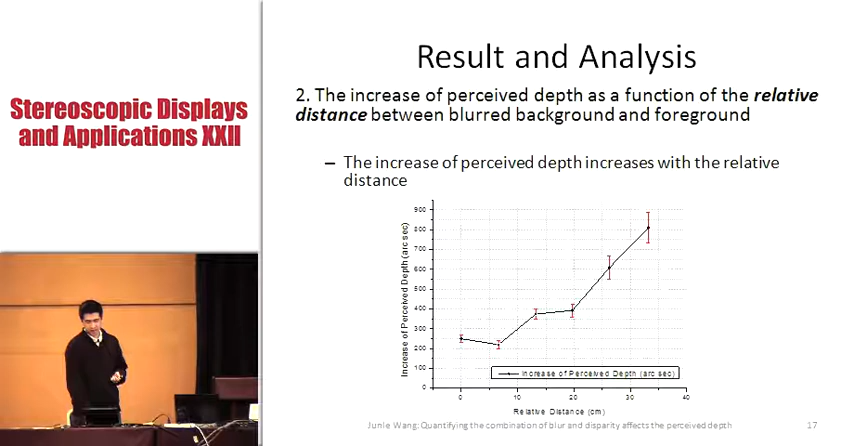 Stereoscopic Displays
and Applications XXII
Result and Analysis
2. The increase of perceived depth as a function of the relative
distance between blurred background and foreground
– The increase of perceived depth increases with the relative
distance
Increase of Perceived Depth (arc sec)
900
800
700
600
500
400
300
200
100
0
Increase of Perceived Depth (arc sec)
0 10 20 30 40
Relative Distance (cm)
Junle Wang: Quantifying the combination of blur and disparity affects the perceived depth
17